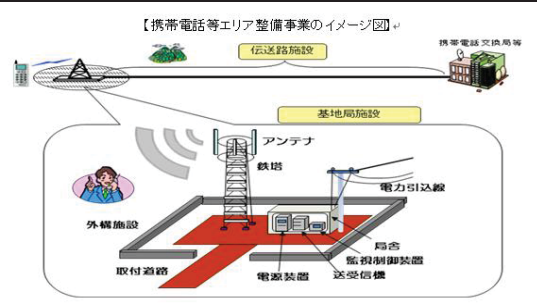 【携帯電話等エリア整備事業のイメージ図】
伝送路施設
携帯電話交換局等
基地局施設
アンテナ
鉄塔
電力引込線
外構施設
局舎
監視制御装置
取付道路
電源装置
送受信機